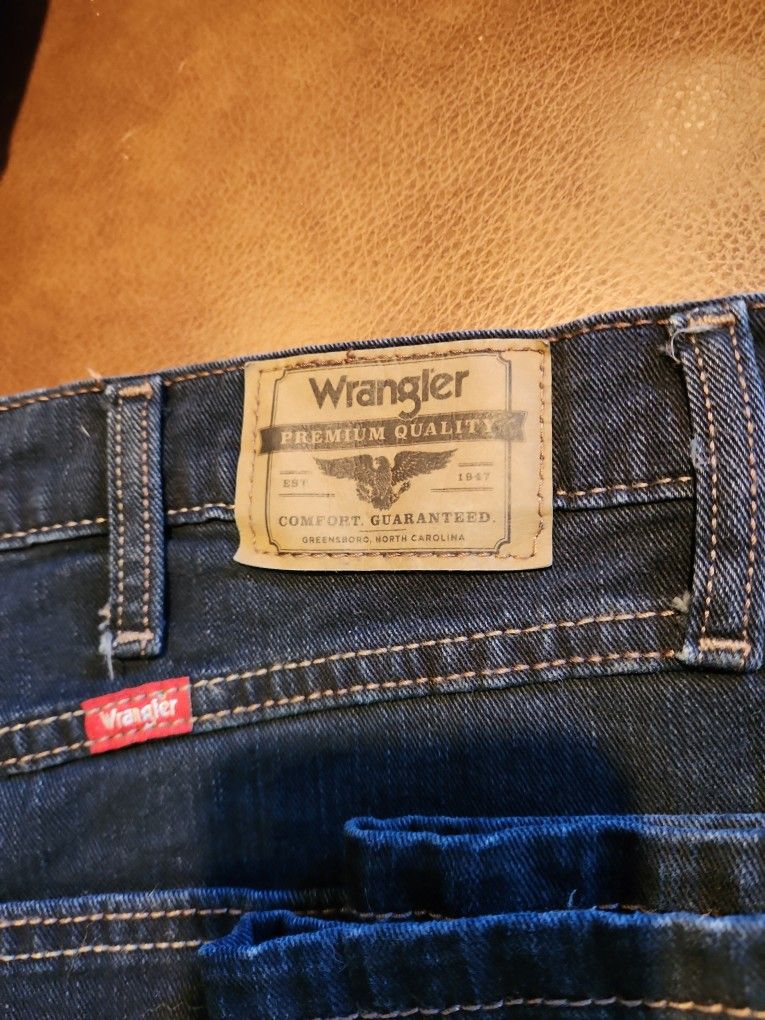 Wrangler
PREMIUM QUALITY
EST 1947
COMFORT. GUARANTEED.
GREENSBORO, NORTH CAROLINA
Wrangler